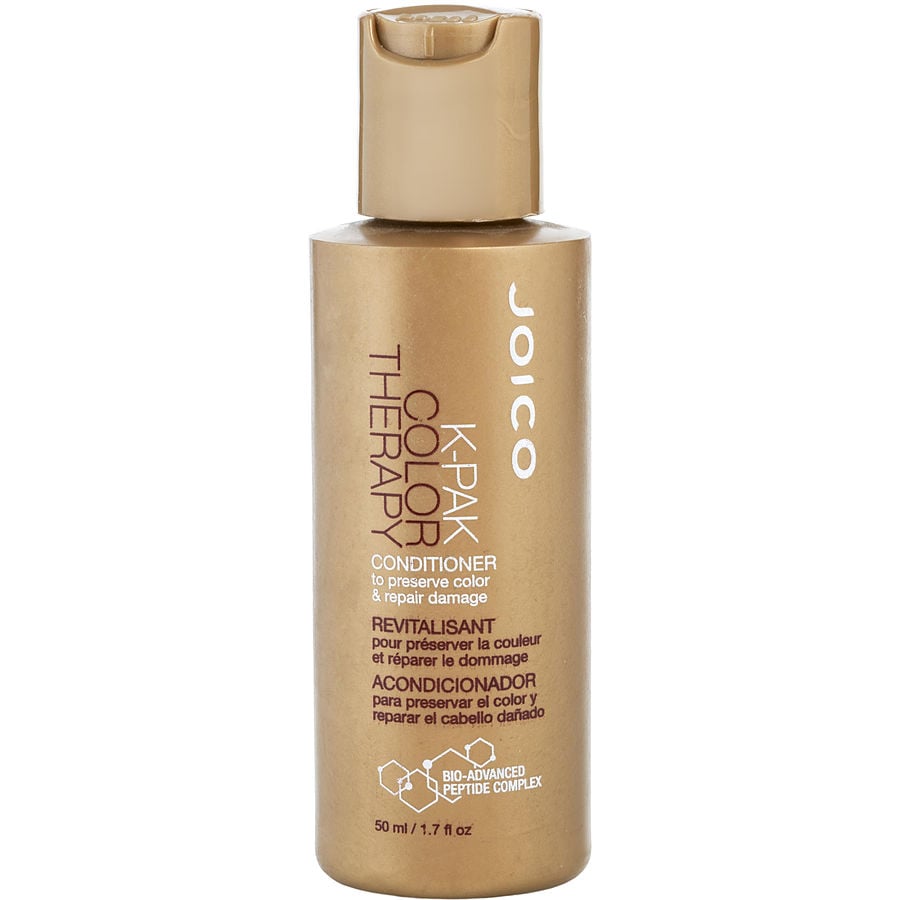 JOICO
K-PAK
COLOR
THERAPY
CONDITIONER
to preserve color
& repair damage
REVITALISANT
pour préserver la couleur
et réparer le dommage
ACONDICIONADOR
para preservar el color y
reparar el cabello dañado
BIO-ADVANCED
PEPTIDE COMPLEX
50 ml / 1.7 fl oz